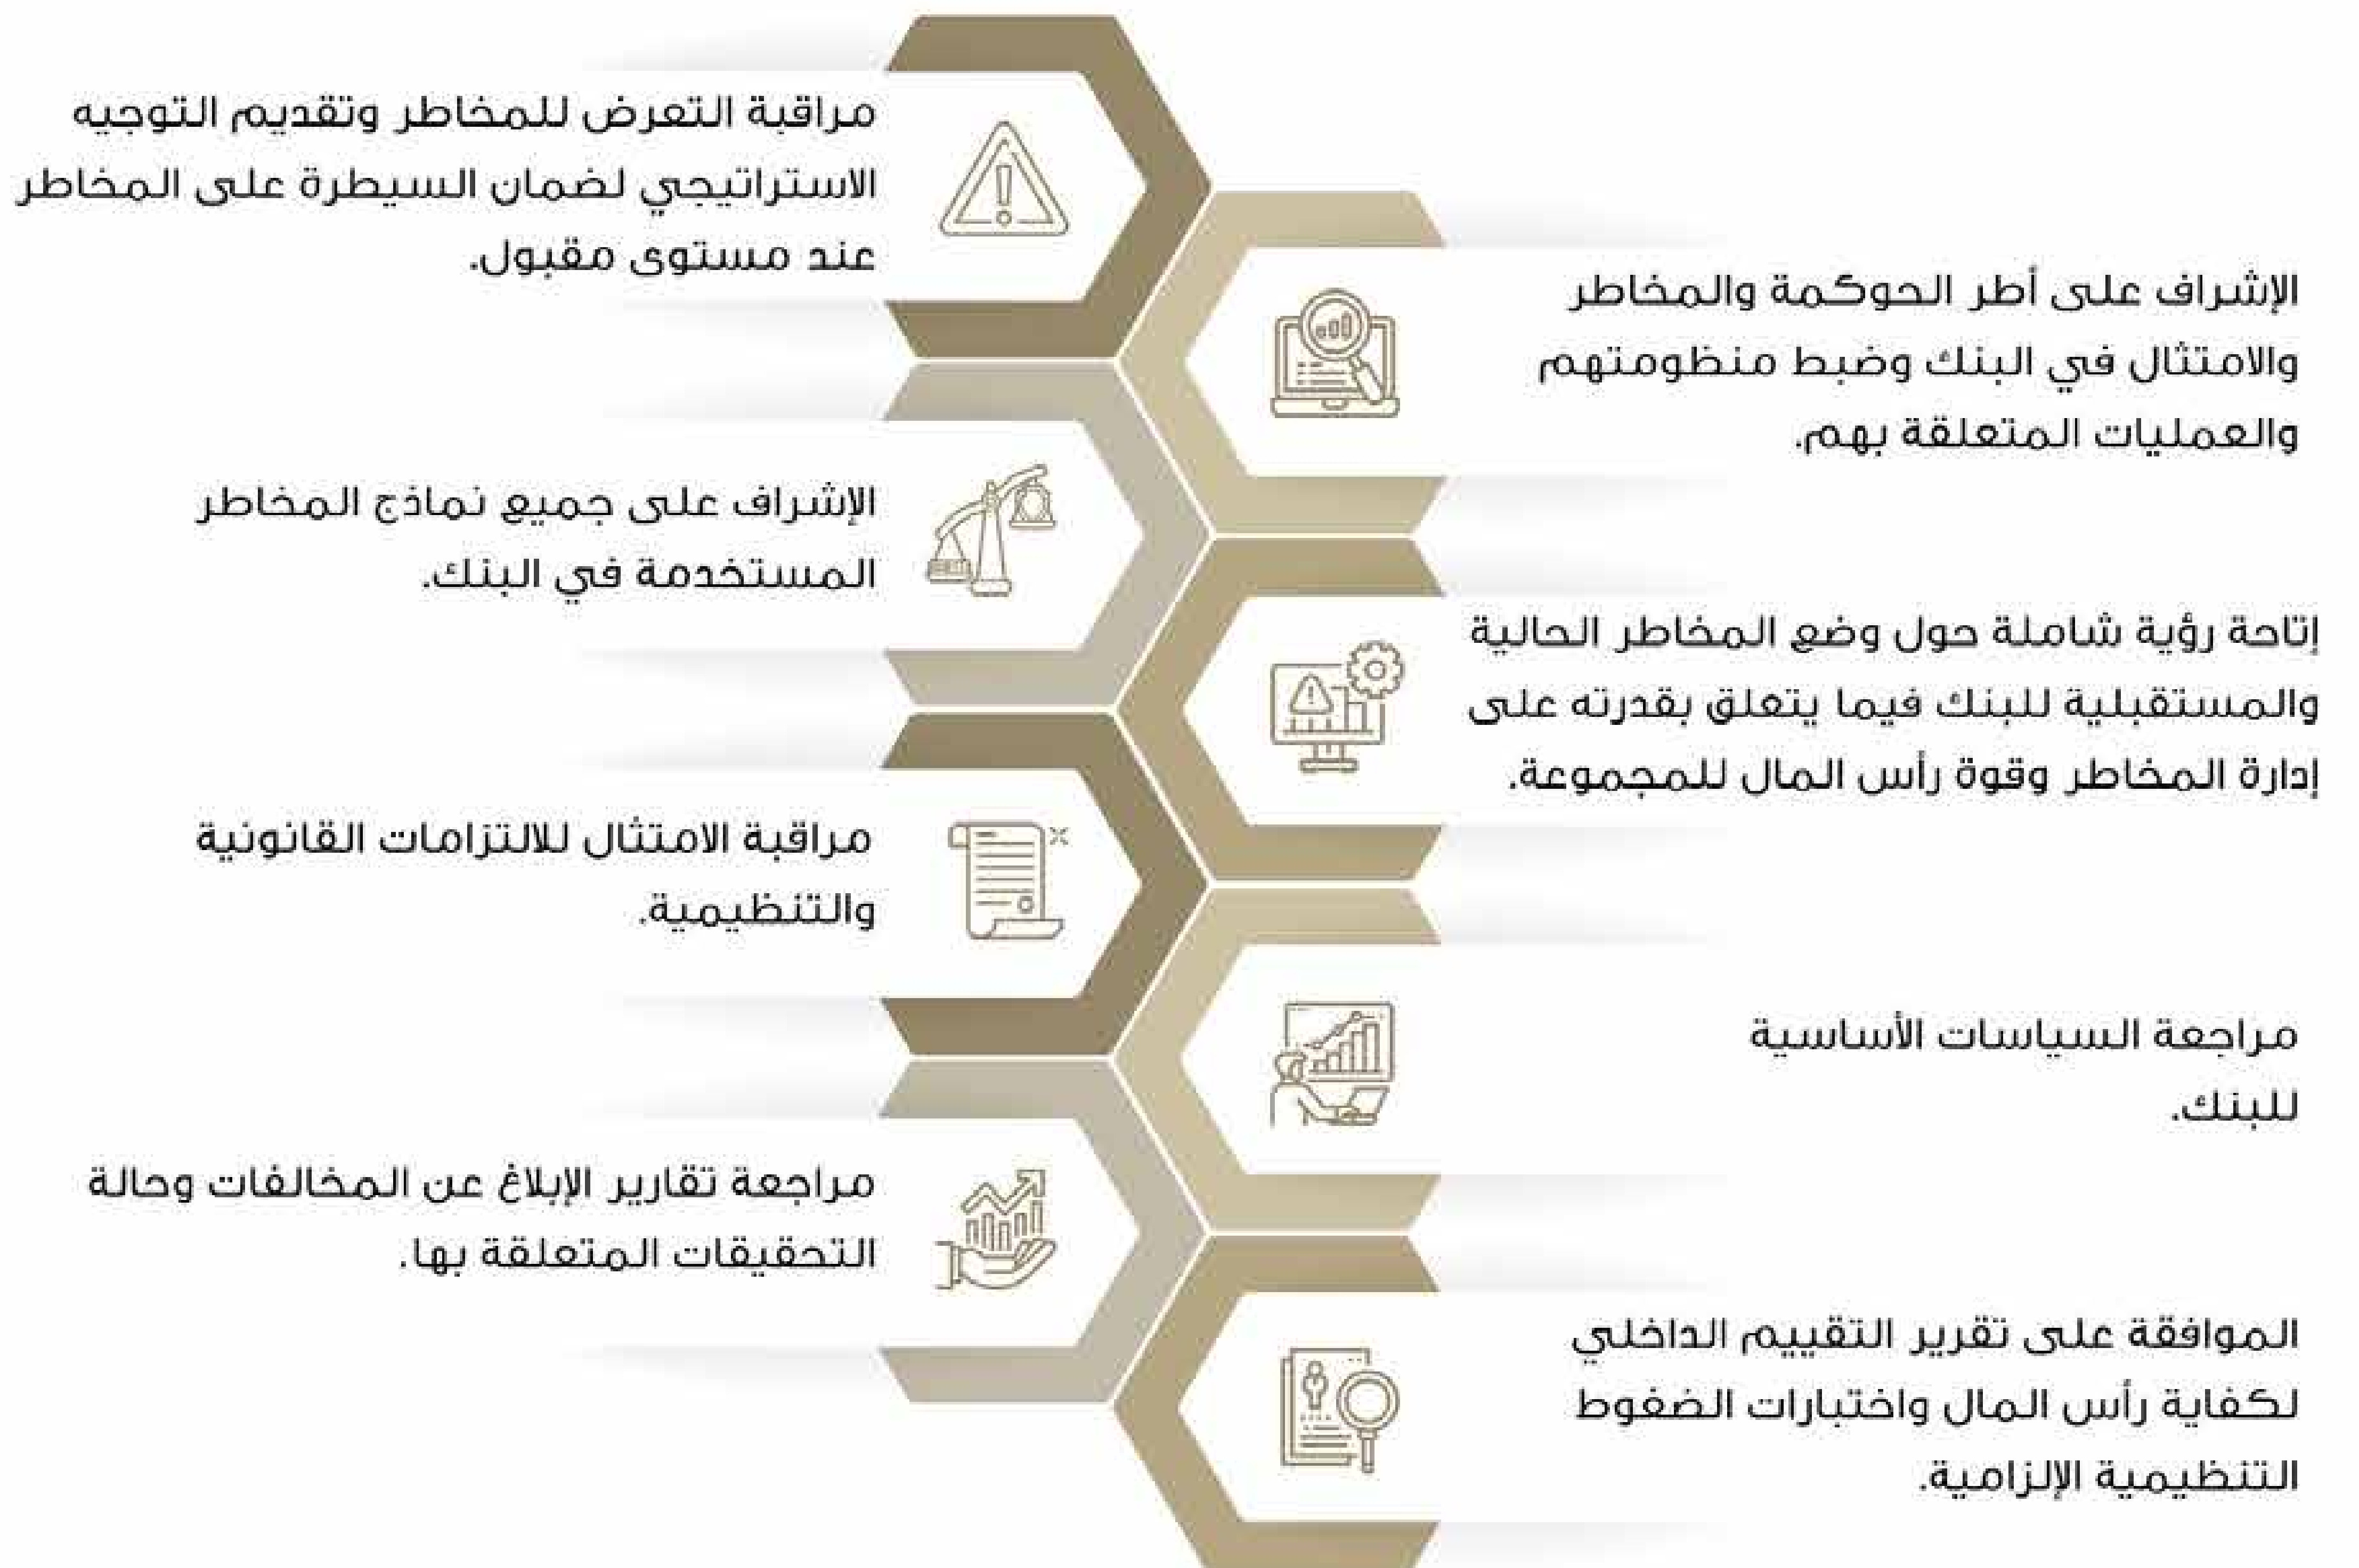 مراقبة التعرض للمخاطر وتقديم التوجيه
الاستراتيجي لضمان السيطرة على المخاطر
عند مستوى مقبول.
الإشراف على أطر الحوكمة والمخاطر
والامتثال في البنك وضبط منظومتهم
والعمليات المتعلقة بهم.
الإشراف على جميع نماذج المخاطر
المستخدمة في البنك.
إتاحة رؤية شاملة حول وضع المخاطر الحالية
والمستقبلية للبنك فيما يتعلق بقدرته على
إدارة المخاطر وقوة رأس المال للمجموعة.
مراقبة الامتثال للالتزامات القانونية
والتنظيمية.
مراجعة السياسات الأساسية
للبنك.
مراجعة تقارير الإبلاغ عن المخالفات وحالة
التحقيقات المتعلقة بها.
الموافقة على تقرير التقييم الداخلي
لكفاية رأس المال واختبارات الضغوط
التنظيمية الإلزامية.